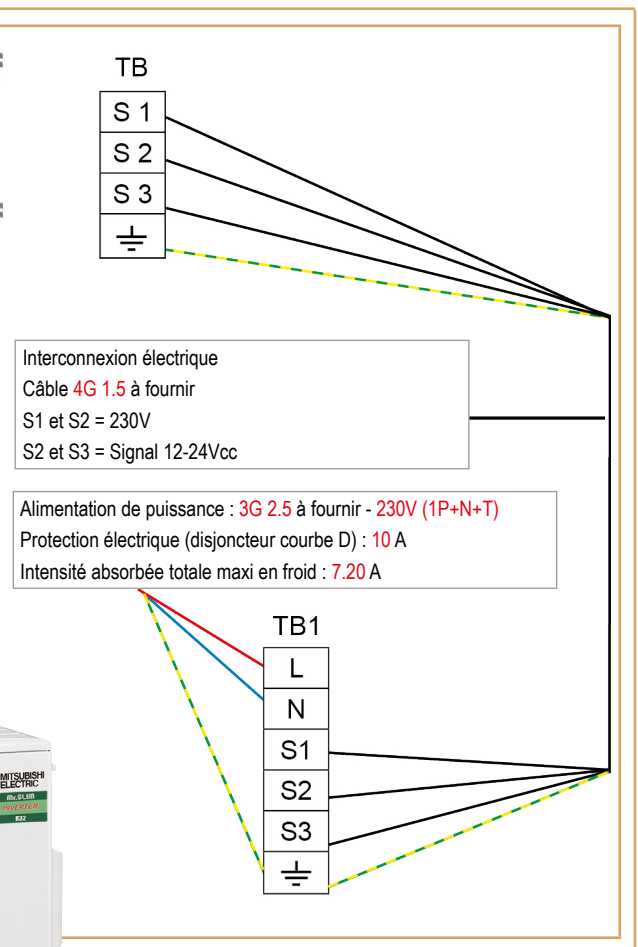 TB
S 1
S 2
S 3
Interconnexion électrique
Câble 4G 1.5 à fournir
S1 et S2 = 230V
S2 et S3 = Signal 12-24Vcc
Alimentation de puissance : 3G 2.5 à fournir - 230V (1P+N+T)
Protection électrique (disjoncteur courbe D) : 10 A
Intensité absorbée totale maxi en froid : 7.20 A
TB1
L
N
S1
S2
S3
MITSUBISHI
ELECTRIC
Mr.SLIM
INVERTER